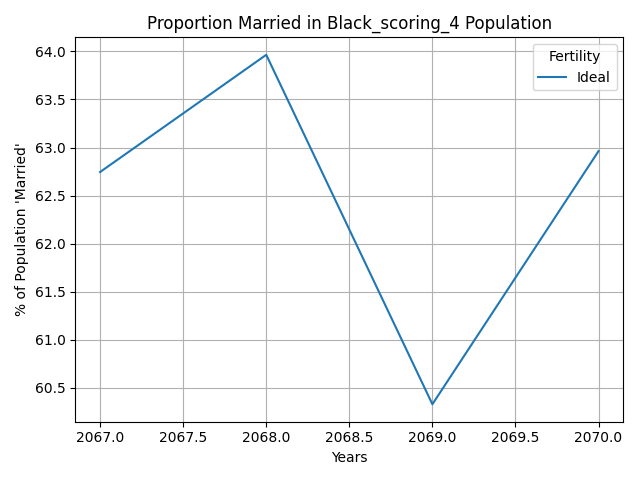 Proportion Married in Black_scoring_4 Population
Fertility
Ideal
% of Population 'Married'
64.0
63.5
63.0
62.5
62.0
61.5
61.0
60.5
2067.0 2067.5 2068.0 2068.5 2069.0 2069.5 2070.0
Years